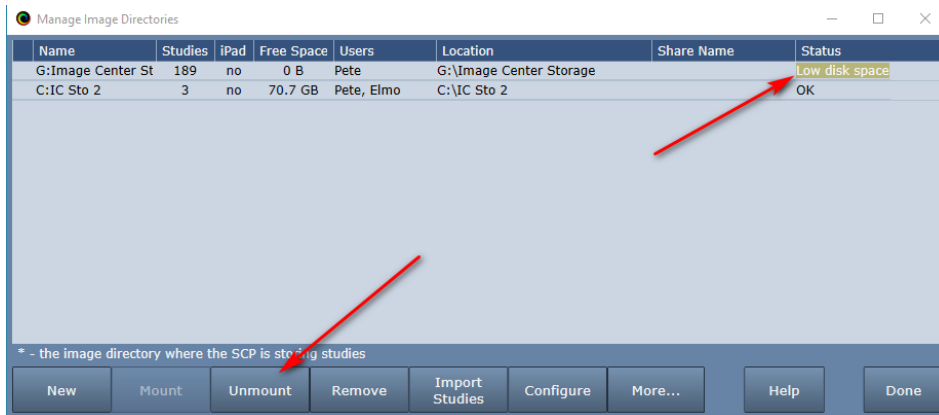 Manage Image Directories
Name Studies iPad Free Space Users Location Share Name Status
G:Image Center St 189 no 0 B Pete G:\Image Center Storage Low disk space
C:IC Sto 2 3 no 70.7 GB Pete, Elmo C:\IC Sto 2 OK
* - the image directory where the SCP is storing studies
New Mount Unmount Remove Import Studies Configure More... Help Done